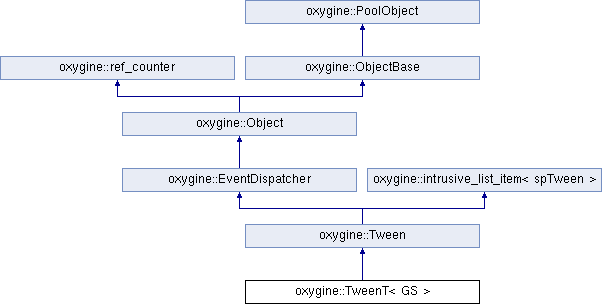 oxygine::PoolObject
oxygine::ref_counter
oxygine::ObjectBase
oxygine::Object
oxygine::EventDispatcher
oxygine::intrusive_list_item< spTween >
oxygine::Tween
oxygine::TweenT< GS >